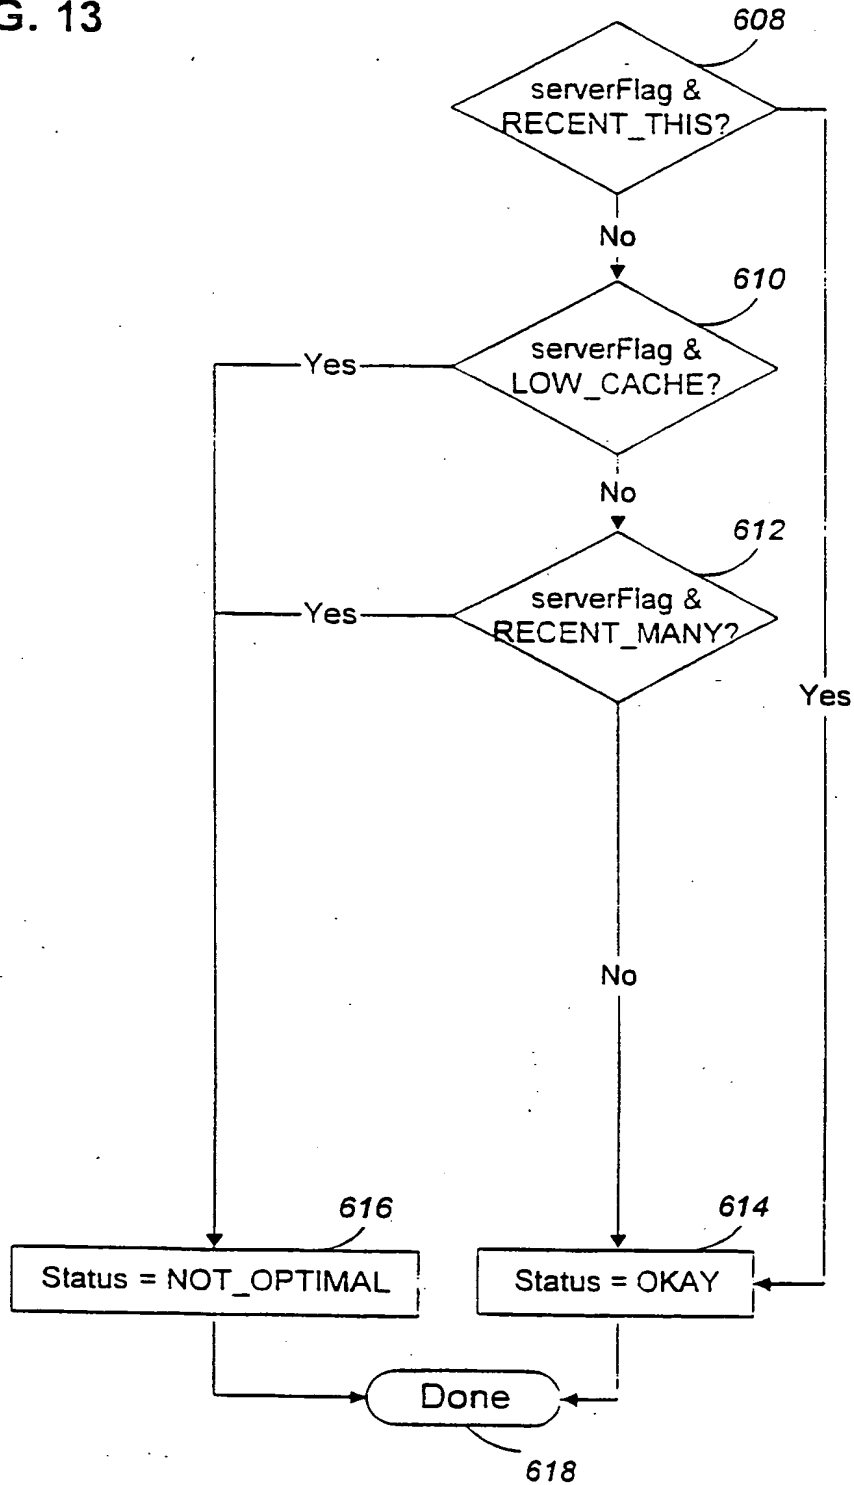 G. 13
608
serverFlag &
RECENT_THIS?
No
610
serverFlag &
LOW_CACHE?
Yes
No
612
serverFlag &
RECENT_MANY?
Yes
Yes
No
616
614
Status = NOT_OPTIMAL
Status = OKAY
Done
618